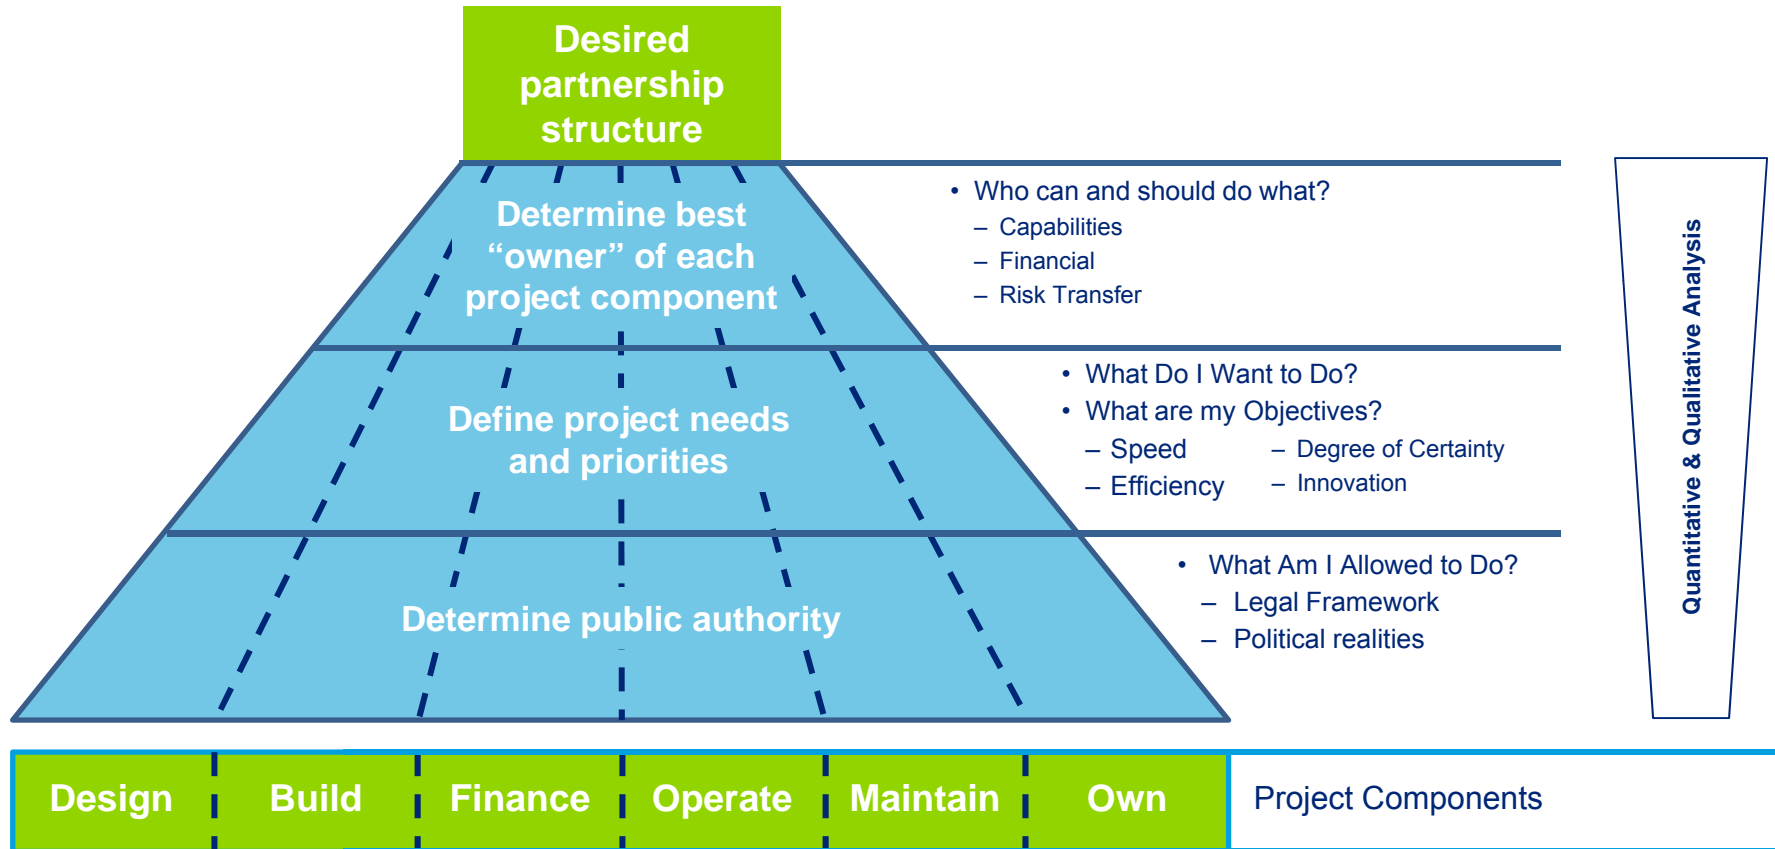 Desired
partnership
structure
Determine best
“owner” of each
project component
• Who can and should do what?
– Capabilities
– Financial
– Risk Transfer
Define project needs
and priorities
• What Do I Want to Do?
• What are my Objectives?
– Speed – Degree of Certainty
– Efficiency – Innovation
Determine public authority
• What Am I Allowed to Do?
– Legal Framework
– Political realities
Quantitative & Qualitative Analysis
Design Build Finance Operate Maintain Own Project Components